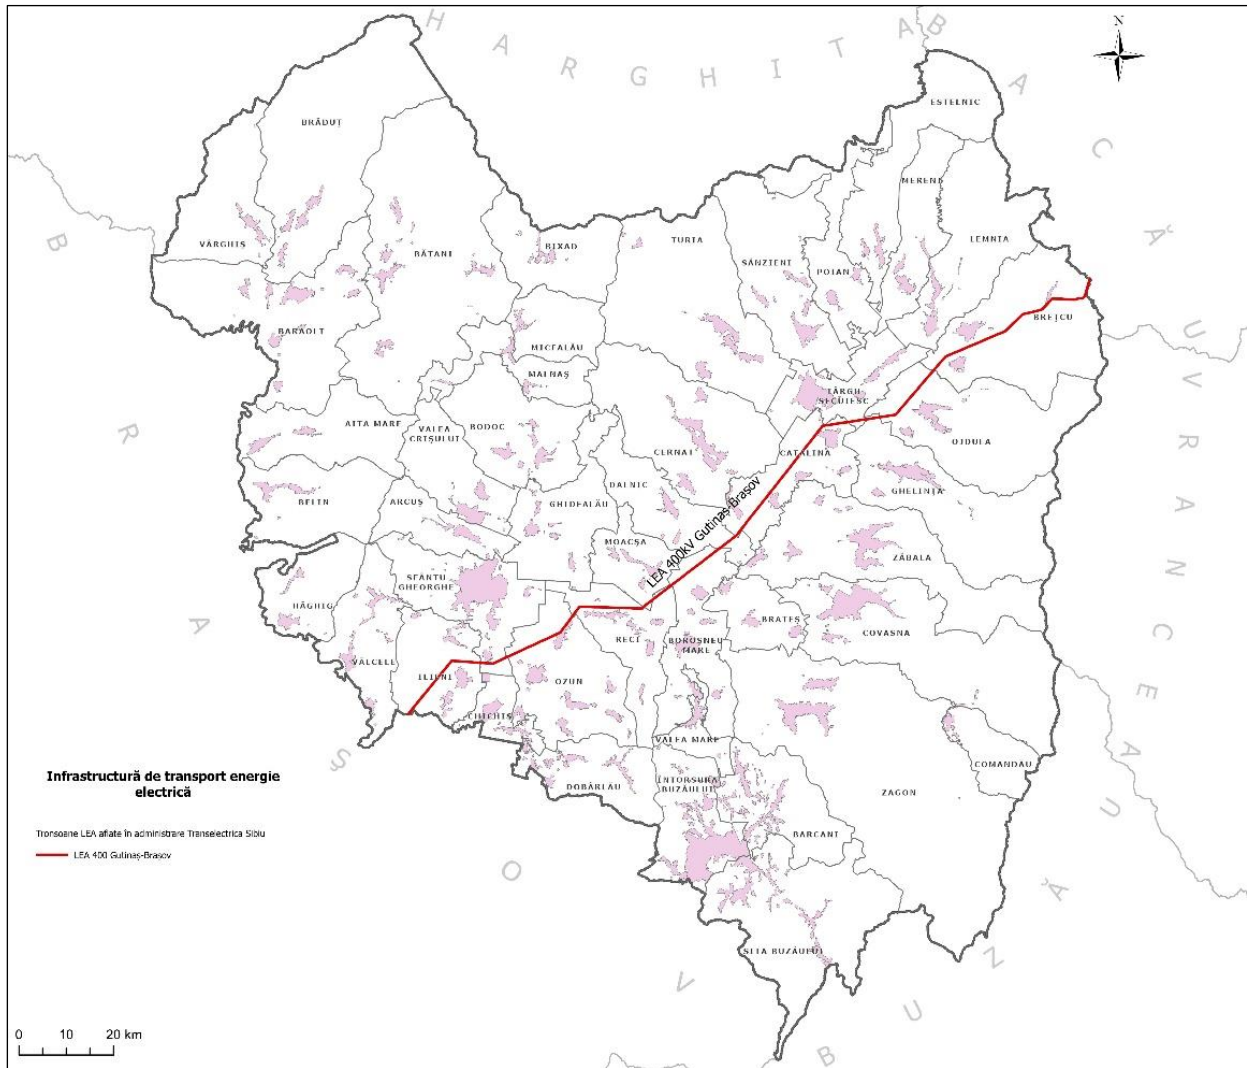 HARGHITA
BACĂU
VRANCEA
BUZĂU
BRAȘOV
N
ESTELNIC
BRĂDUȚ
MERENI
VÂRGHIȘ
BĂȚANI
BIXAD
TURIA
SÂNZIENI
POIAN
LEMNIA
BREȚCU
BARAOLT
MICFALĂU
MALNAȘ
TÂRGU
SECUIESC
AITA MARE
VALEA
CRIȘULUI
BODOC
CERNAT
CATALINA
OJDULA
BELIN
ARCUȘ
GHIDFALĂU
DALNIC
GHELINȚA
MOACȘA
LEA 400kV Gutinaș-Brașov
ZĂBALA
SFÂNTU
GHEORGHE
HĂGHIG
VÂLCELE
ILIENI
RECI
BOROȘNEU
MARE
BRATEȘ
COVASNA
OZUN
CHICHIȘ
VALEA MARE
COMANDĂU
DOBÂRLĂU
ÎNTORSURA
BUZĂULUI
ZAGON
BARCANI
SITA BUZĂULUI
Infrastructură de transport energie
electrică
Tronsoane LEA aflate în administrare Transelectrica Sibiu
LEA 400 Gutinaș-Brașov
0 10 20 km